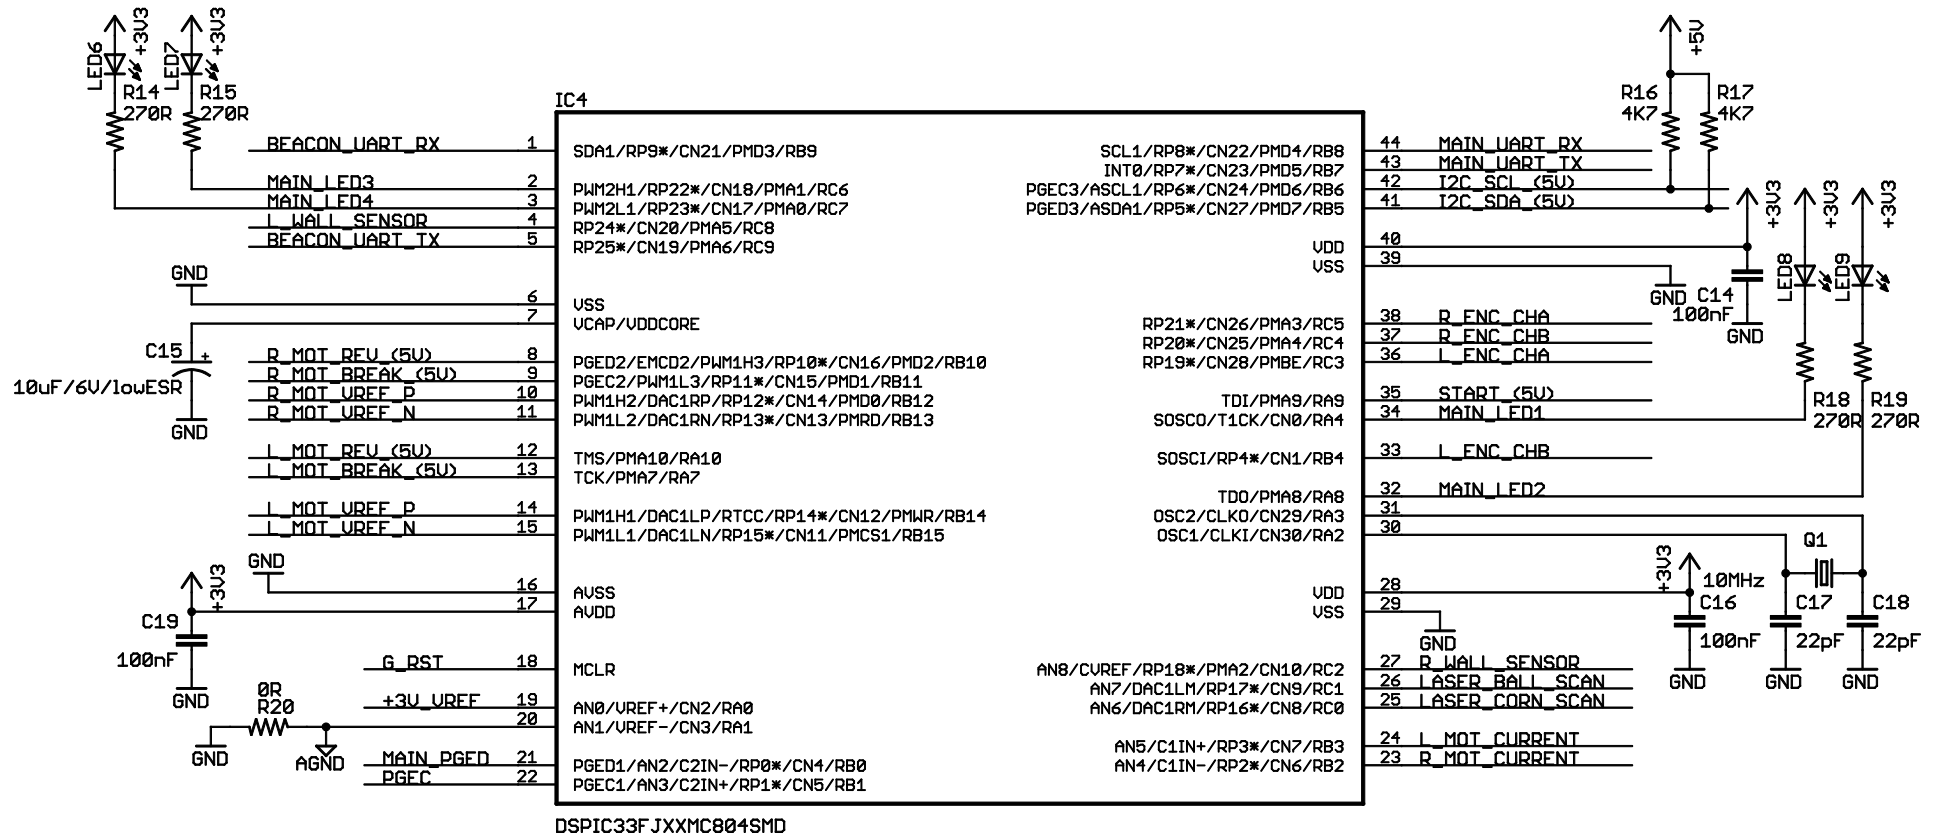 +3V3
+3V3
LED6
LED7
R14
270R
R15
270R
+5V
R16
4K7
R17
4K7
IC4
BEACON_UART_RX
1
SDA1/RP9*/CN21/PMD3/RB9
MAIN_LED3
2
PWM2H1/RP22*/CN18/PMA1/RC6
MAIN_LED4
3
PWM2L1/RP23*/CN17/PMA0/RC7
L_WALL_SENSOR
4
RP24*/CN20/PMA5/RC8
BEACON_UART_TX
5
RP25*/CN19/PMA6/RC9
GND
6
VSS
7
VCAP/VDDCORE
C15
+
10uF/6V/lowESR
GND
R_MOT_REV_(5V)
8
PGED2/EMCD2/PWM1H3/RP10*/CN16/PMD2/RB10
R_MOT_BREAK_(5V)
9
PGEC2/PWM1L3/RP11*/CN15/PMD1/RB11
R_MOT_VREF_P
10
PWM1H2/DAC1RP/RP12*/CN14/PMD0/RB12
R_MOT_VREF_N
11
PWM1L2/DAC1RN/RP13*/CN13/PMRD/RB13
L_MOT_REV_(5V)
12
TMS/PMA10/RA10
L_MOT_BREAK_(5V)
13
TCK/PMA7/RA7
L_MOT_VREF_P
14
PWM1H1/DAC1LP/RTCC/RP14*/CN12/PMWR/RB14
L_MOT_VREF_N
15
PWM1L1/DAC1LN/RP15*/CN11/PMCS1/RB15
GND
16
AVSS
+3V3
17
AVDD
C19
100nF
GND
G_RST
18
MCLR
+3V_VREF
19
AN0/VREF+/CN2/RA0
0R
R20
20
AN1/VREF-/CN3/RA1
GND
AGND
MAIN_PGED
21
PGED1/AN2/C2IN-/RP0*/CN4/RB0
PGEC
22
PGEC1/AN3/C2IN+/RP1*/CN5/RB1
SCL1/RP8*/CN22/PMD4/RB8
44
MAIN_UART_RX
INT0/RP7*/CN23/PMD5/RB7
43
MAIN_UART_TX
PGEC3/ASCL1/RP6*/CN24/PMD6/RB6
42
I2C_SCL_(5V)
PGED3/ASDA1/RP5*/CN27/PMD7/RB5
41
I2C_SDA_(5V)
+3V3
+3V3
+3V3
VDD
40
VSS
39
GND
C14
100nF
GND
LED8
LED9
RP21*/CN26/PMA3/RC5
38
R_ENC_CHA
RP20*/CN25/PMA4/RC4
37
R_ENC_CHB
RP19*/CN28/PMBE/RC3
36
L_ENC_CHA
TDI/PMA9/RA9
35
START_(5V)
SOSCO/T1CK/CN0/RA4
34
MAIN_LED1
R18
270R
R19
270R
SOSCI/RP4*/CN1/RB4
33
L_ENC_CHB
TDO/PMA8/RA8
32
MAIN_LED2
OSC2/CLKO/CN29/RA3
31
OSC1/CLKI/CN30/RA2
30
Q1
10MHz
+3V3
VDD
28
VSS
29
GND
C16
100nF
GND
C17
22pF
GND
C18
22pF
GND
AN8/CVREF/RP18*/PMA2/CN10/RC2
27
R_WALL_SENSOR
AN7/DAC1LM/RP17*/CN9/RC1
26
LASER_BALL_SCAN
AN6/DAC1RM/RP16*/CN8/RC0
25
LASER_CORN_SCAN
AN5/C1IN+/RP3*/CN7/RB3
24
L_MOT_CURRENT
AN4/C1IN-/RP2*/CN6/RB2
23
R_MOT_CURRENT
DSPIC33FJXXMC804SMD